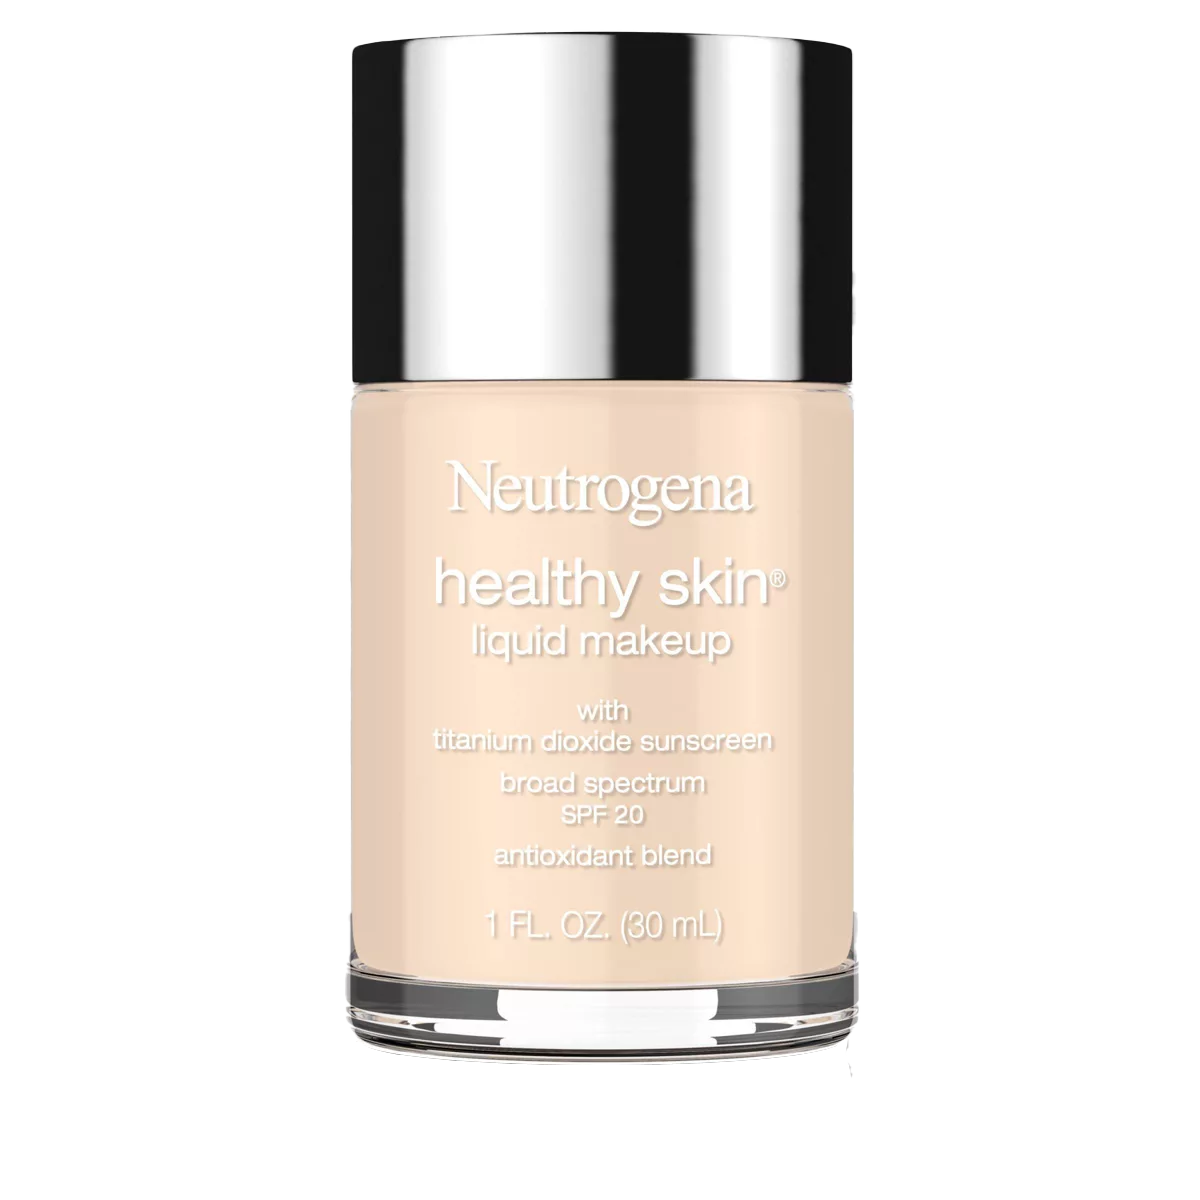 Neutrogena
healthy skin®
liquid makeup
with
titanium dioxide sunscreen
broad spectrum
SPF 20
antioxidant blend
1 FL. OZ. (30 mL)